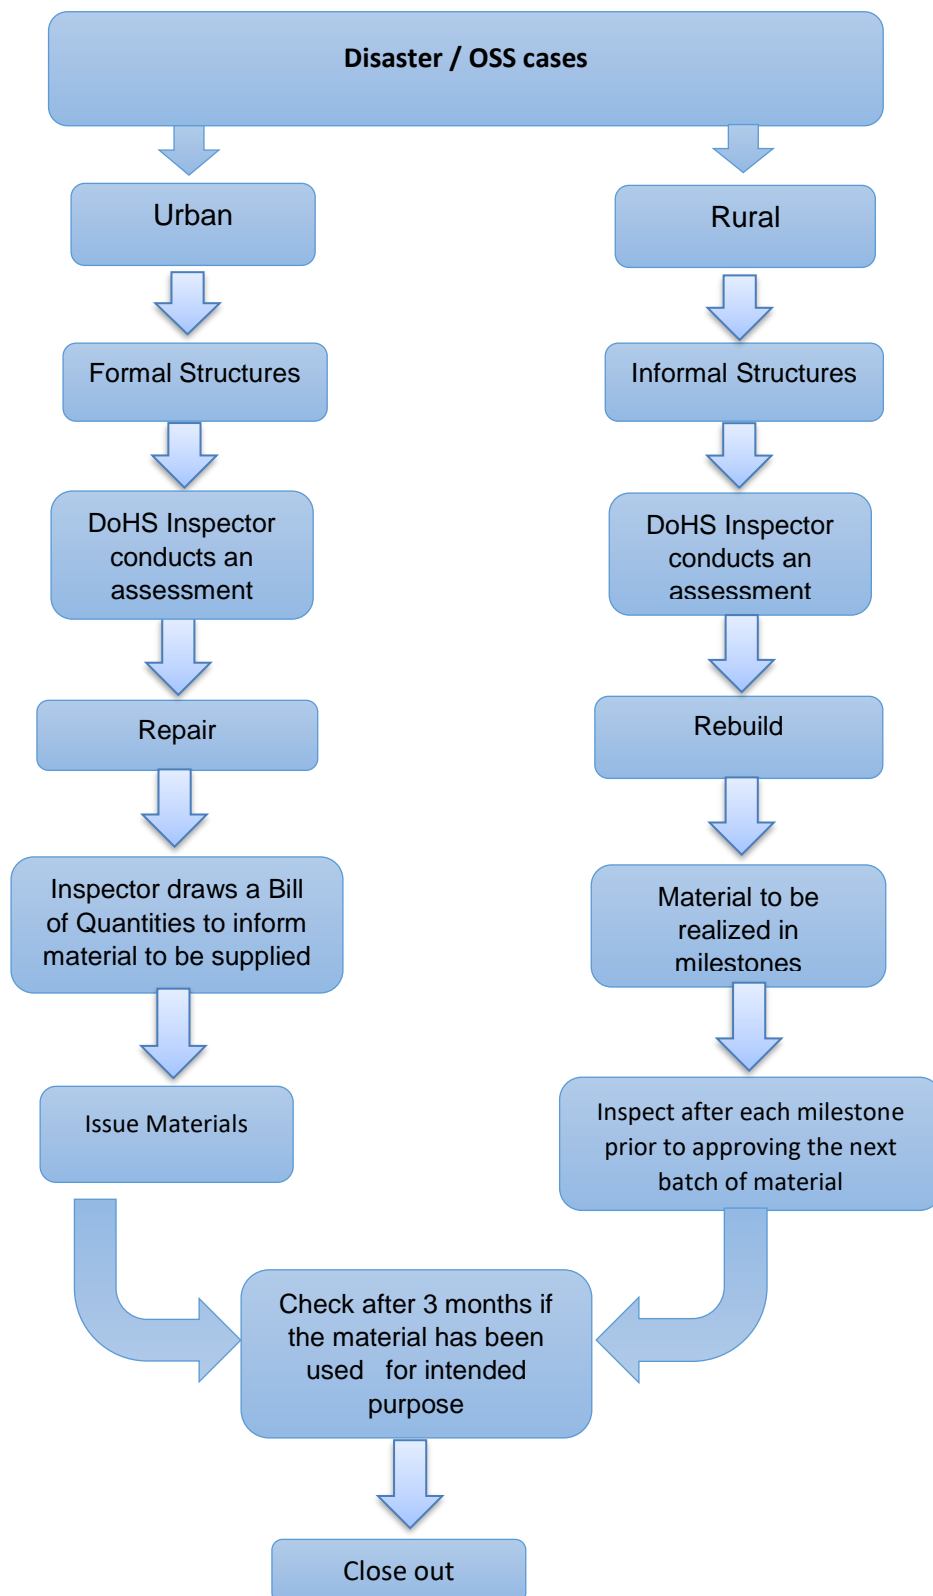 Disaster / OSS cases
Urban
Rural
Formal Structures
Informal Structures
DoHS Inspector
conducts an
assessment
DoHS Inspector
conducts an
assessment
Repair
Rebuild
Inspector draws a Bill
of Quantities to inform
material to be supplied
Material to be
realized in
milestones
Issue Materials
Inspect after each milestone
prior to approving the next
batch of material
Check after 3 months if
the material has been
used for intended
purpose
Close out